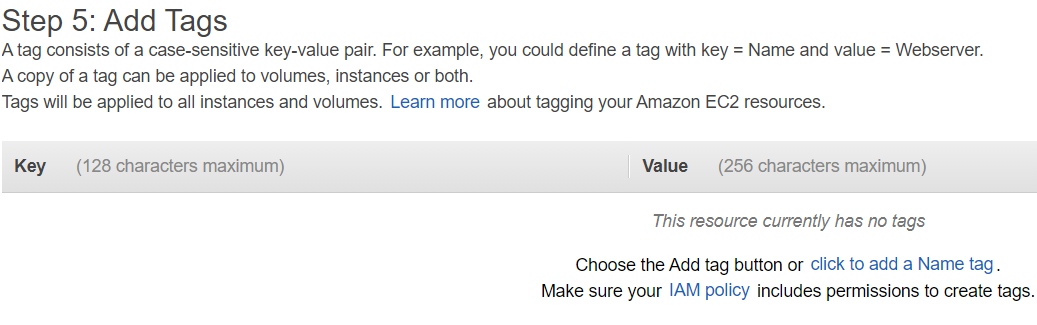 Step 5: Add Tags
A tag consists of a case-sensitive key-value pair. For example, you could define a tag with key = Name and value = Webserver.
A copy of a tag can be applied to volumes, instances or both.
Tags will be applied to all instances and volumes. Learn more about tagging your Amazon EC2 resources.
Key (128 characters maximum) Value (256 characters maximum)
This resource currently has no tags
Choose the Add tag button or click to add a Name tag.
Make sure your IAM policy includes permissions to create tags.